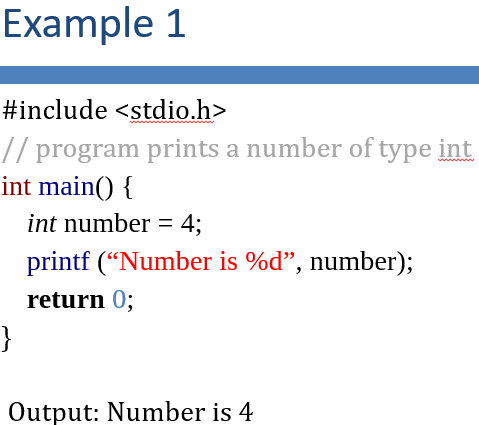 Example 1
#include <stdio.h>
// program prints a number of type int
int main() {
int number = 4;
printf (“Number is %d”, number);
return 0;
}
Output: Number is 4